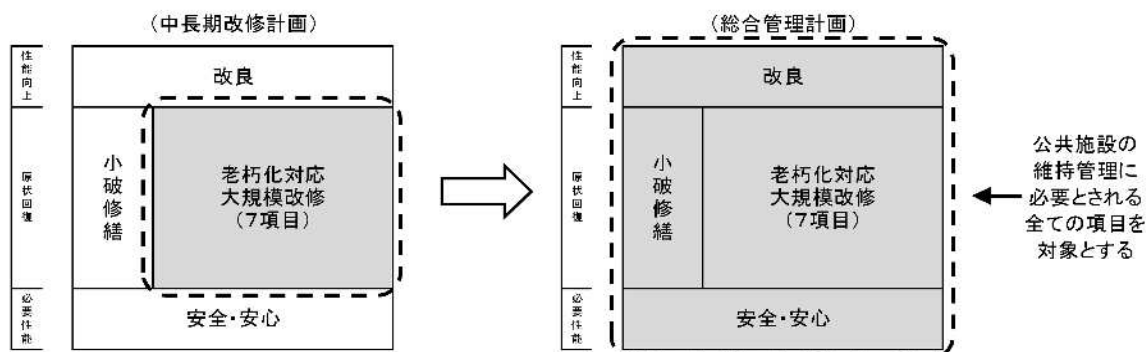 (中長期改修計画)
性能向上
改良
原状回復
小破修繕
老朽化対応
大規模改修
(7項目)
必要性能
安全・安心
(総合管理計画)
性能向上
改良
原状回復
小破修繕
老朽化対応
大規模改修
(7項目)
必要性能
安全・安心
公共施設の
維持管理に
必要とされる
全ての項目を
対象とする